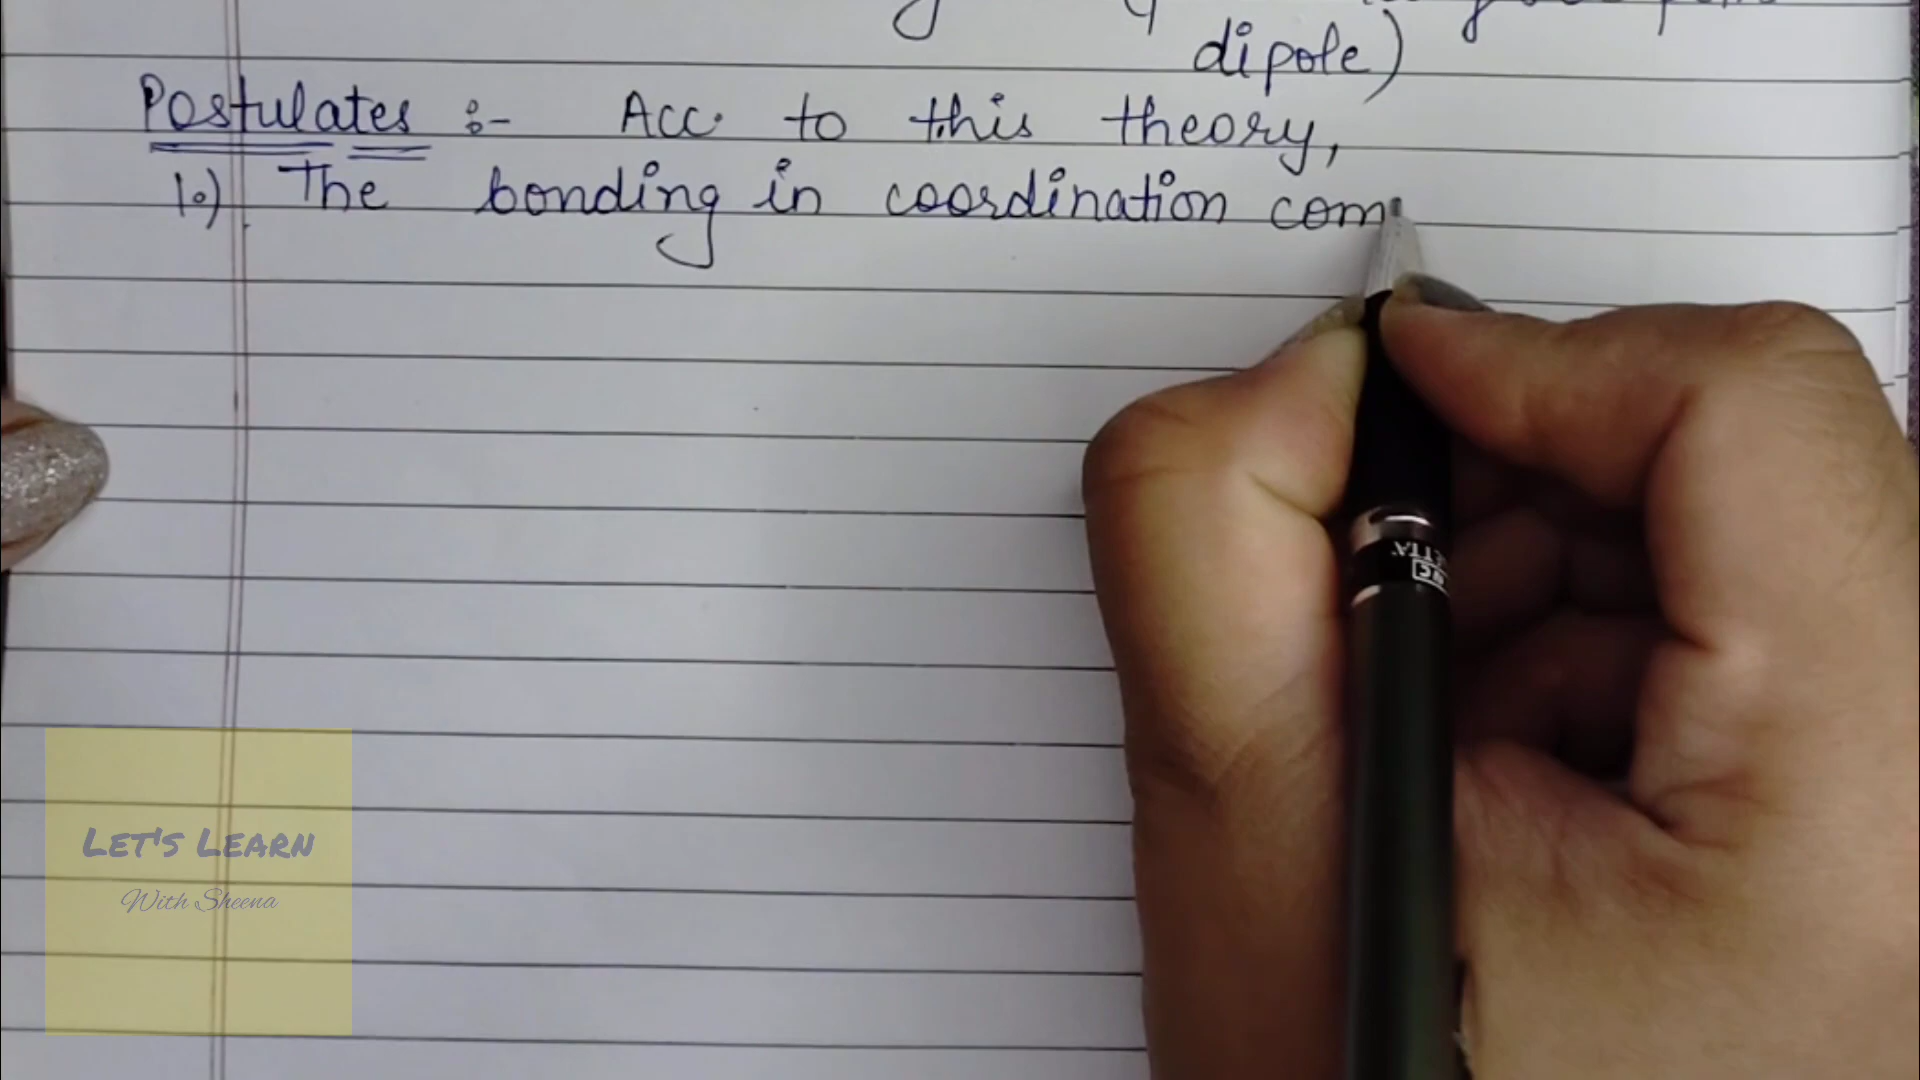 dipole)
Postulates :- Acc. to this theory,
1.) The bonding in coordination com
LET'S LEARN
With Sheena